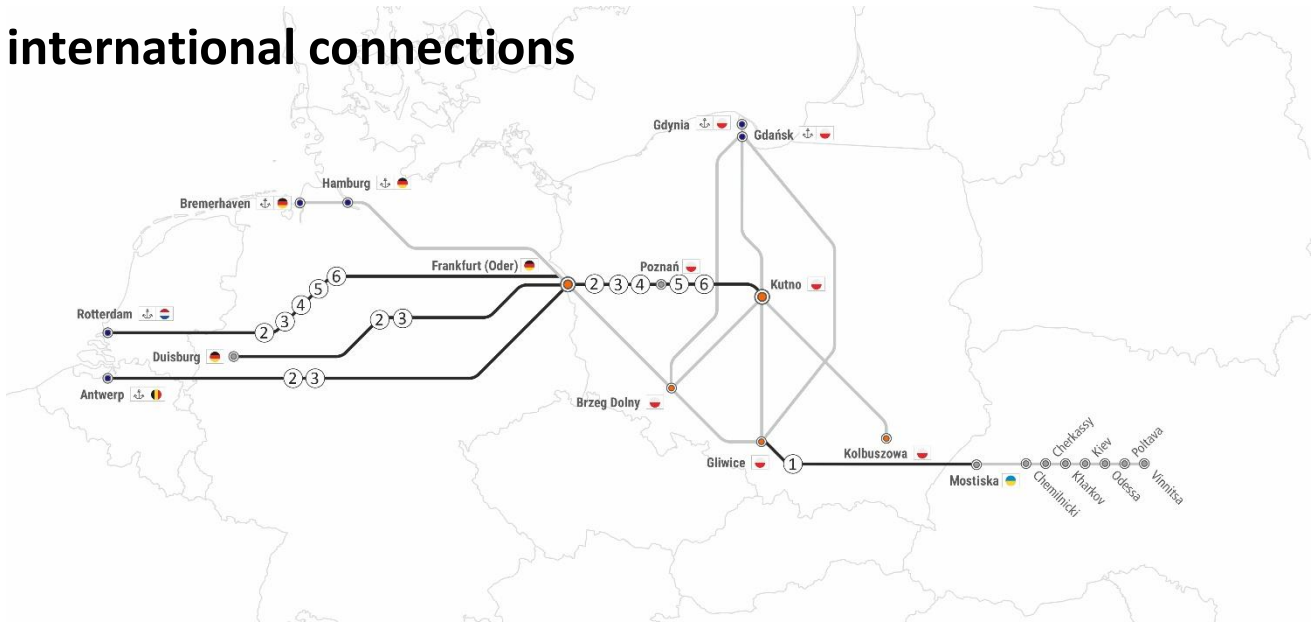 international connections
Gdynia
Gdańsk
Hamburg
Bremerhaven
Frankfurt (Oder)
Poznań
6
2 3 4 5 6
5
4
Kutno
Rotterdam
3
2
2 3
Duisburg
2 3
Antwerp
Brzeg Dolny
Gliwice
1
Kolbuszowa
Mostiska
Chemilnicki
Cherkassy
Kharkov
Kiev
Odessa
Poltava
Vinnitsa